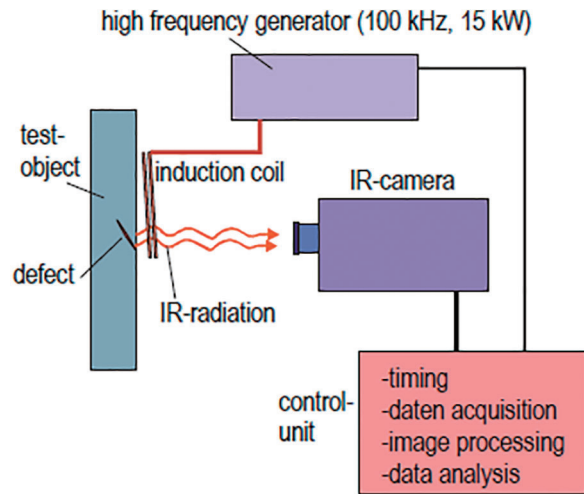 high frequency generator (100 kHz, 15 kW)
test-
object
induction coil
IR-camera
defect
IR-radiation
control-
unit
-timing
-daten acquisition
-image processing
-data analysis